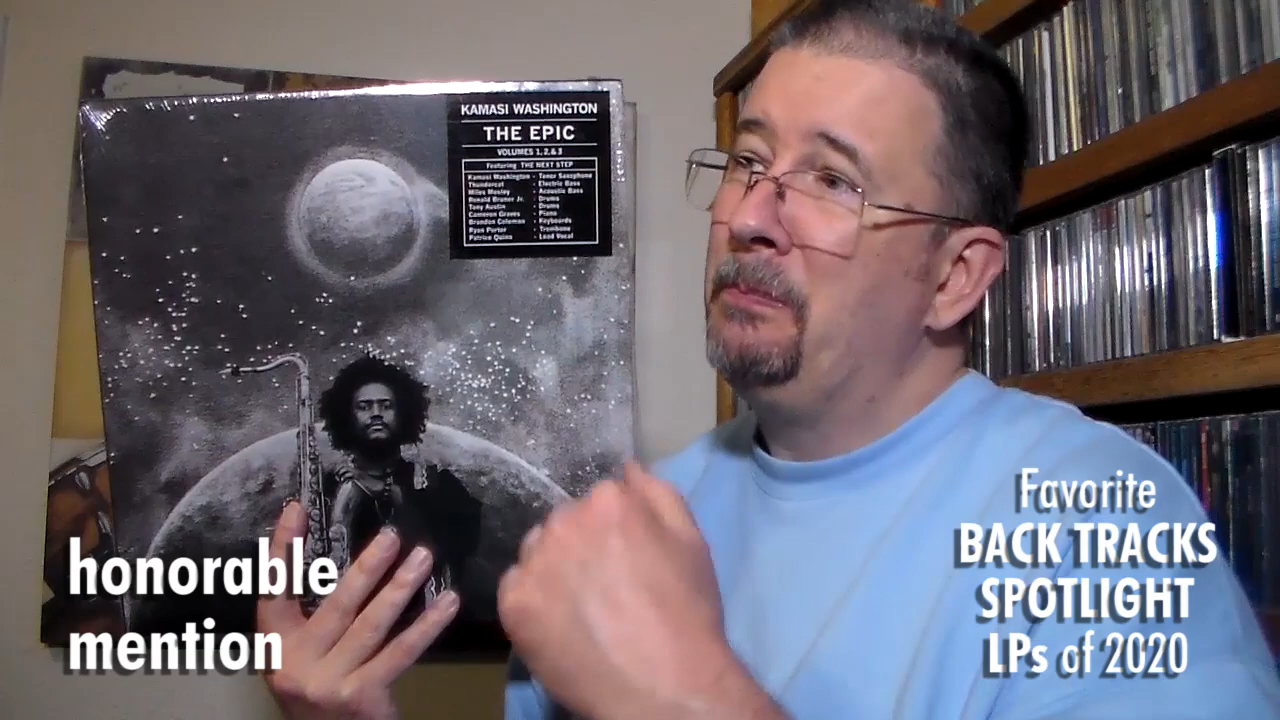 KAMASI WASHINGTON
THE EPIC
VOLUMES 1, 2, & 3
Featuring THE NEXT STEP
Kamasi Washington - Tenor Saxophone
Thundercat - Electric Bass
Miles Mosley - Acoustic Bass
Ronald Bruner Jr. - Drums
Tony Austin - Drums
Cameron Graves - Piano
Brandon Coleman - Keyboards
Ryan Porter - Trombone
Patrice Quinn - Lead Vocal
honorable
mention
Favorite
BACK TRACKS
SPOTLIGHT
LPs of 2020